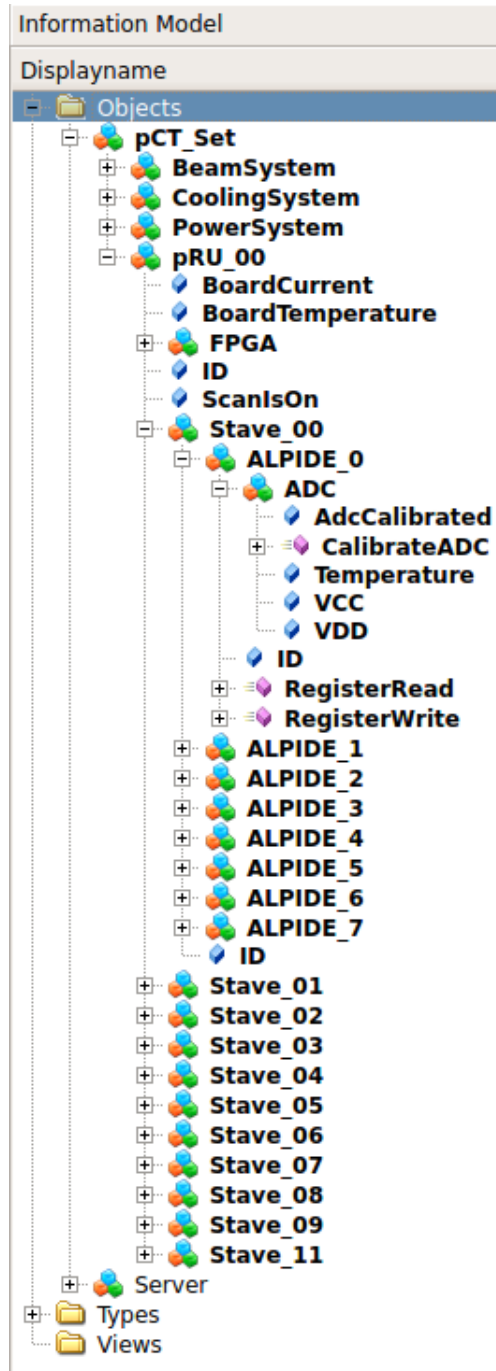 Information Model
Displayname
Objects
pCT_Set
BeamSystem
CoolingSystem
PowerSystem
pRU_00
BoardCurrent
BoardTemperature
FPGA
ID
ScanIsOn
Stave_00
ALPIDE_0
ADC
AdcCalibrated
CalibrateADC
Temperature
VCC
VDD
ID
RegisterRead
RegisterWrite
ALPIDE_1
ALPIDE_2
ALPIDE_3
ALPIDE_4
ALPIDE_5
ALPIDE_6
ALPIDE_7
ID
Stave_01
Stave_02
Stave_03
Stave_04
Stave_05
Stave_06
Stave_07
Stave_08
Stave_09
Stave_11
Server
Types
Views